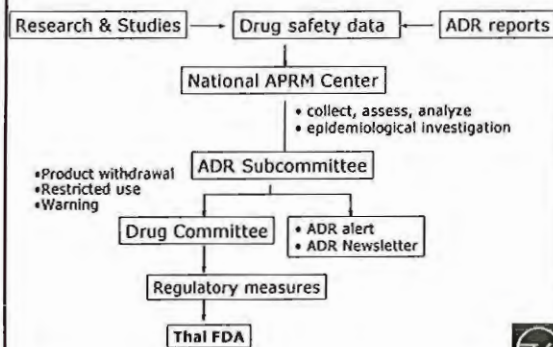 Research & Studies
Drug safety data
ADR reports
National APRM Center
• collect, assess, analyze
• epidemiological investigation
ADR Subcommittee
•Product withdrawal
•Restricted use
•Warning
Drug Committee
• ADR alert
• ADR Newsletter
Regulatory measures
Thai FDA